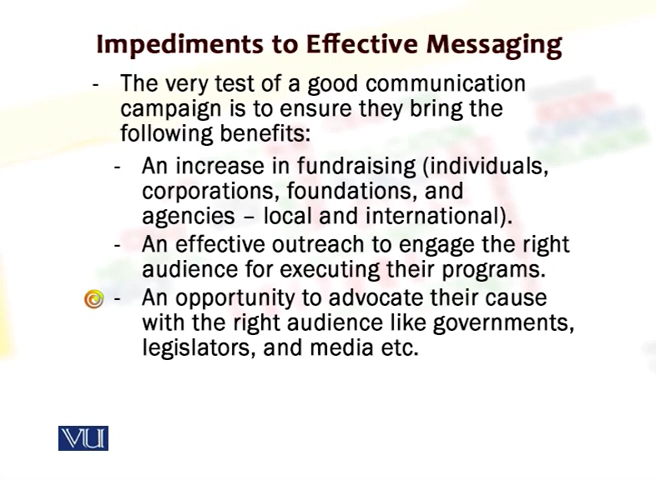 Impediments to Effective Messaging
- The very test of a good communication
campaign is to ensure they bring the
following benefits:
- An increase in fundraising (individuals,
corporations, foundations, and
agencies – local and international).
- An effective outreach to engage the right
audience for executing their programs.
- An opportunity to advocate their cause
with the right audience like governments,
legislators, and media etc.
VU